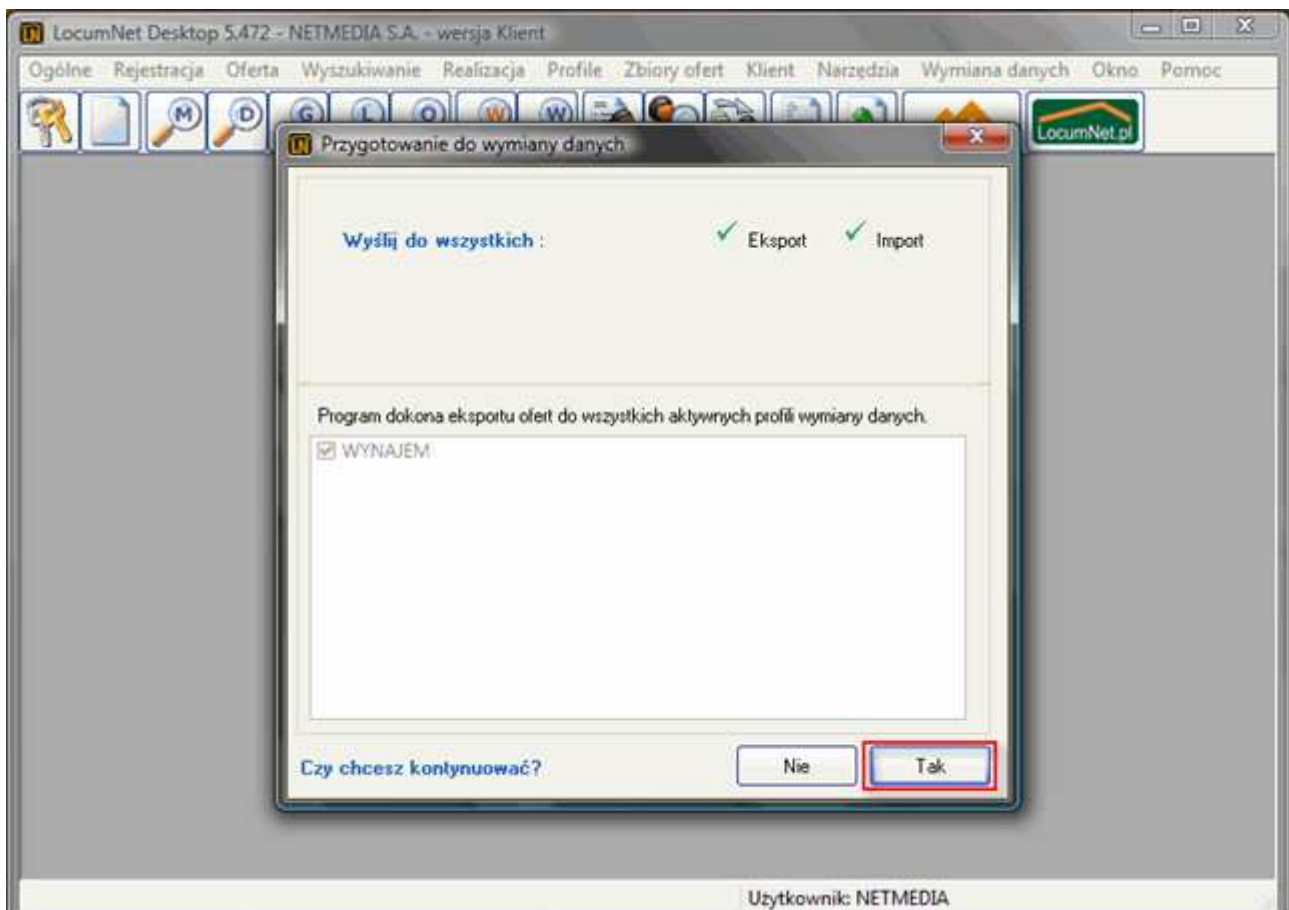 LocumNet Desktop 5.472 - NETMEDIA S.A. - wersja Klient
Ogólne Rejestracja Oferta Wyszukiwanie Realizacja Profile Zbiory ofert Klient Narzędzia Wymiana danych Okno Pomoc
M D G L O W W LocumNet.pl
Przygotowanie do wymiany danych
Wyślij do wszystkich : Eksport Import
Program dokona eksportu ofert do wszystkich aktywnych profili wymiany danych.
WYNAJEM
Czy chcesz kontynuować? Nie Tak
Użytkownik: NETMEDIA